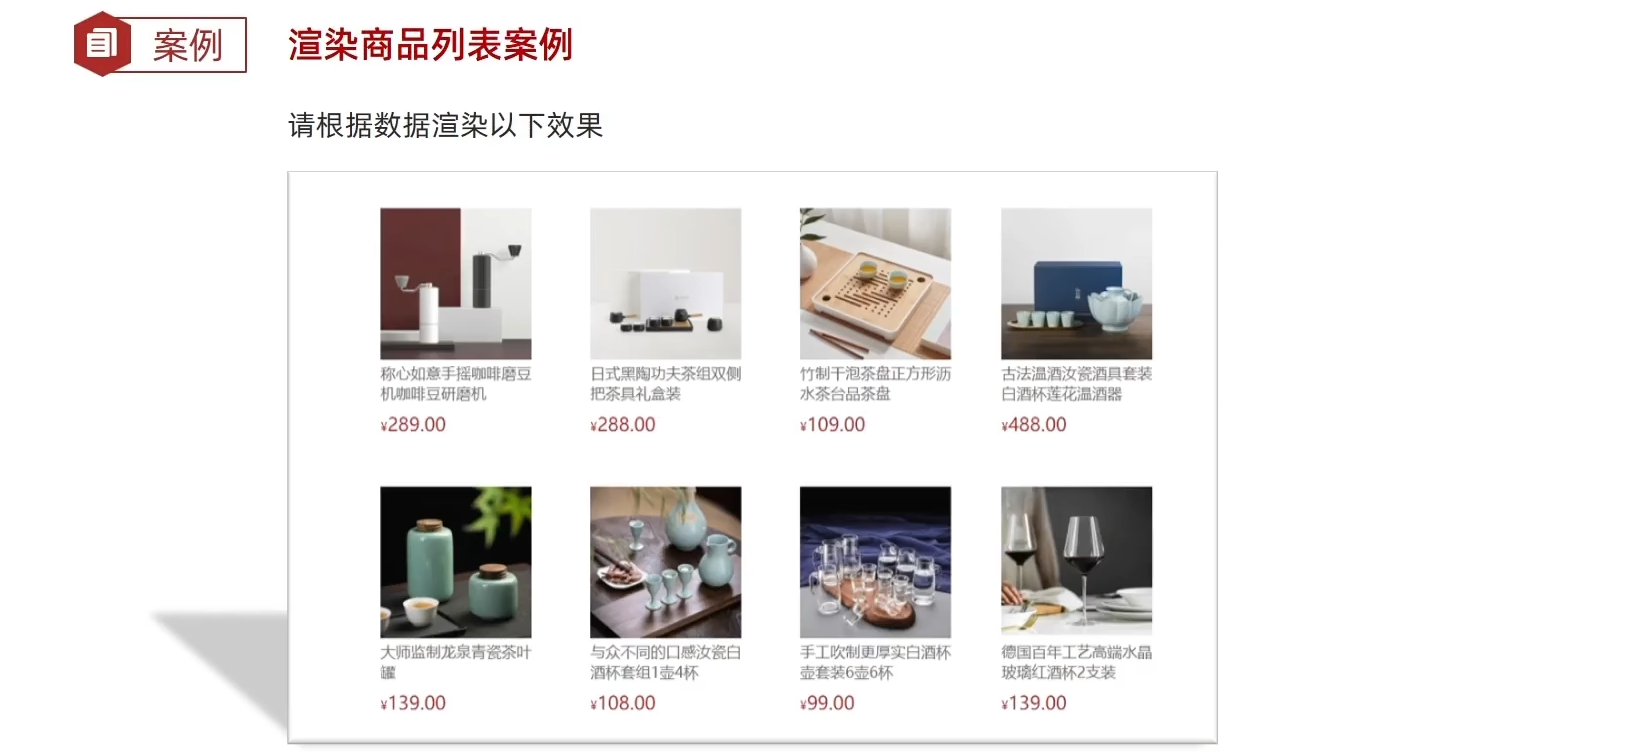 案例
渲染商品列表案例
请根据数据渲染以下效果
称心如意手摇咖啡磨豆
机咖啡豆研磨机
¥289.00
日式黑陶功夫茶组双侧
把茶具礼盒装
¥288.00
竹制干泡茶盘正方形沥
水茶台品茶盘
¥109.00
古法温酒汝瓷酒具套装
白酒杯莲花温酒器
¥488.00
大师监制龙泉青瓷茶叶
罐
¥139.00
与众不同的口感汝瓷白
酒杯套组1壶4杯
¥108.00
手工吹制更厚实白酒杯
壶套装6壶6杯
¥99.00
德国百年工艺高端水晶
玻璃红酒杯2支装
¥139.00